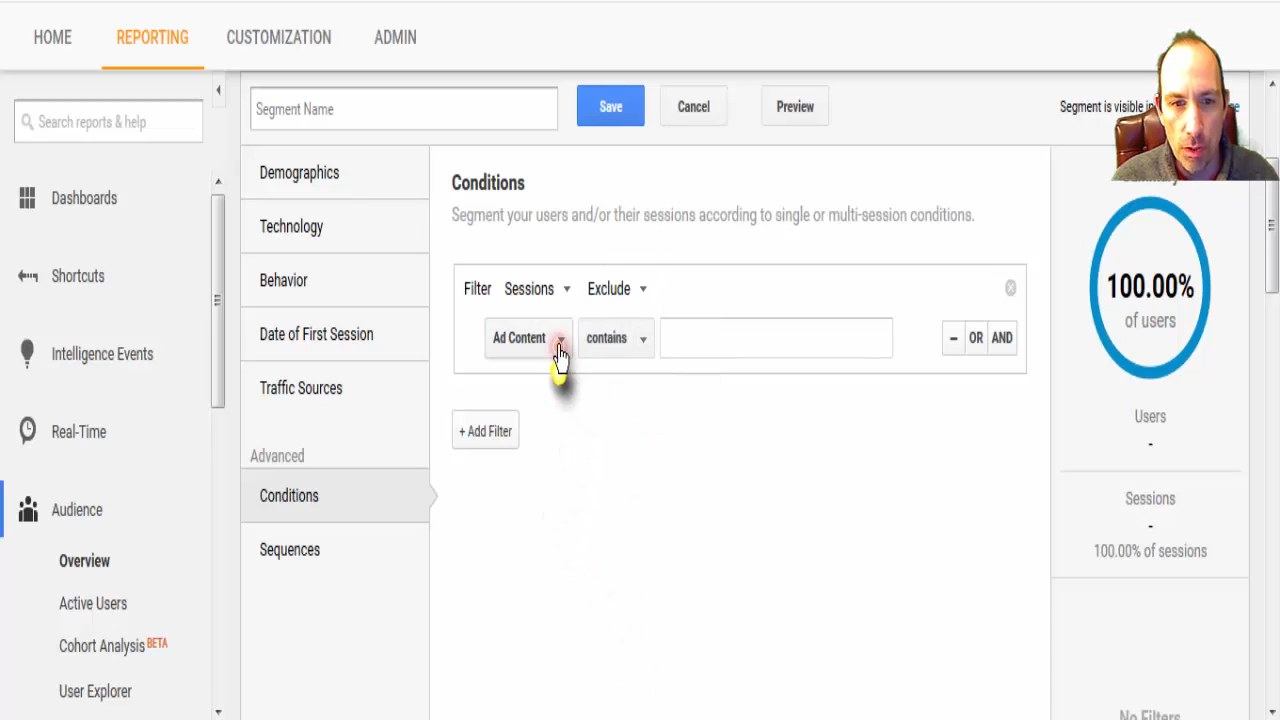 HOME REPORTING CUSTOMIZATION ADMIN
Search reports & help
Dashboards
Shortcuts
Intelligence Events
Real-Time
Audience
Overview
Active Users
Cohort Analysis BETA
User Explorer
Segment Name Save Cancel Preview Segment is visible in
Demographics
Technology
Behavior
Date of First Session
Traffic Sources
Advanced
Conditions
Sequences
Conditions
Segment your users and/or their sessions according to single or multi-session conditions.
Filter Sessions Exclude
Ad Content contains – OR AND
+ Add Filter
100.00%
of users
Users
-
Sessions
-
100.00% of sessions
No Filters